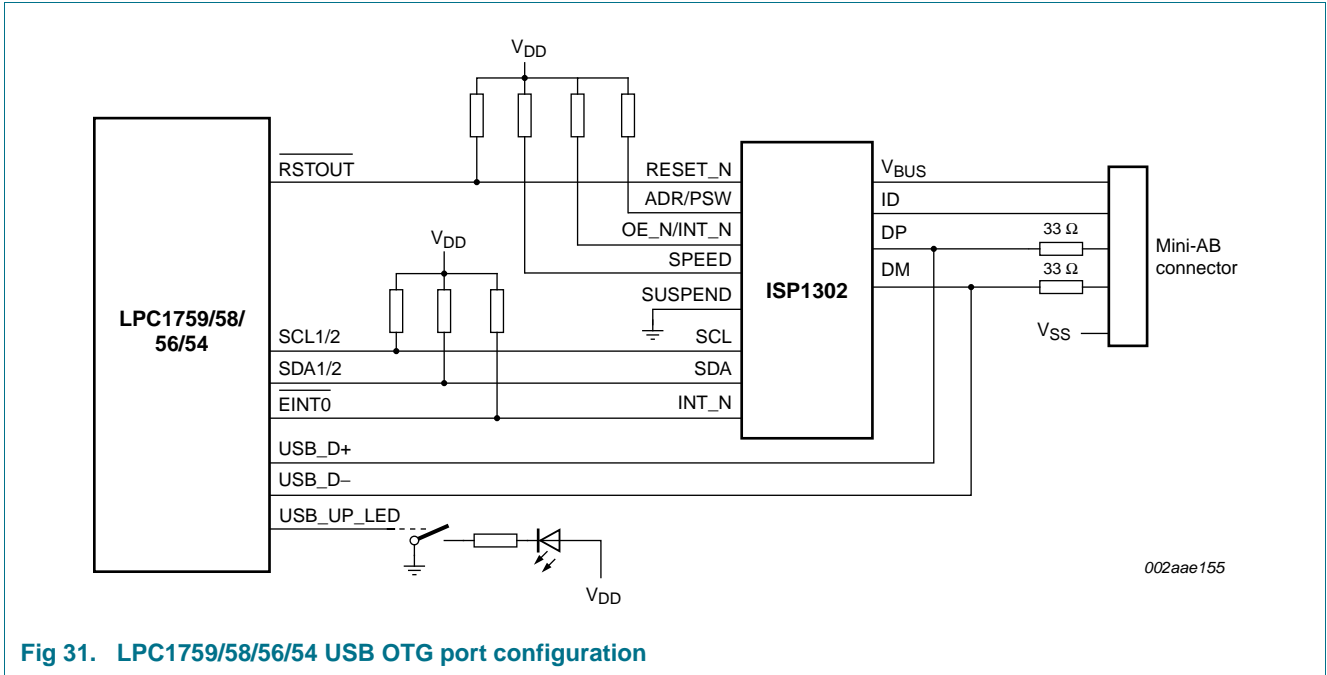 VDD
RSTOUT
RESET_N
ADR/PSW
OE_N/INT_N
SPEED
SUSPEND
VDD
LPC1759/58/
56/54
SCL1/2
SCL
SDA1/2
SDA
EINT0
INT_N
USB_D+
USB_D−
USB_UP_LED
VDD
ISP1302
VBUS
ID
DP
33 Ω
DM
33 Ω
VSS
Mini-AB
connector
002aae155
Fig 31. LPC1759/58/56/54 USB OTG port configuration